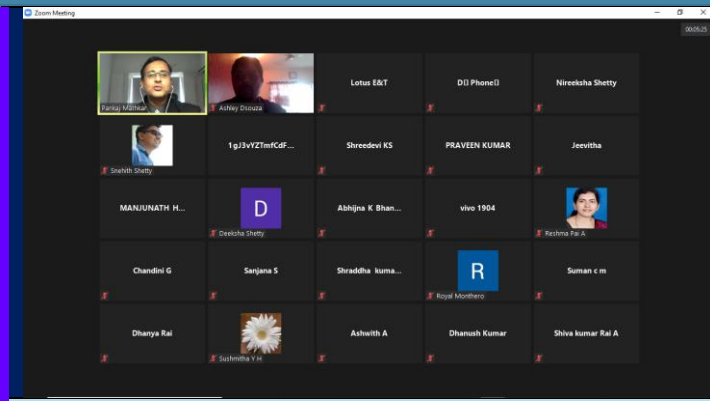 Zoom Meeting
00:05:25
Lotus E&T
D▯ Phone▯
Nireeksha Shetty
Pankaj Mathkar
Ashley Dsouza
1gJ3vYZTmfCdF...
Shreedevi KS
PRAVEEN KUMAR
Jeevitha
Snehith Shetty
MANJUNATH H...
D
Abhijna K Bhan...
vivo 1904
Deeksha Shetty
Reshma Pai A
Chandini G
Sanjana S
Shraddha kuma...
R
Suman c m
Royal Monthero
Dhanya Rai
Ashwith A
Dhanush Kumar
Shiva kumar Rai A
Sushmitha Y H